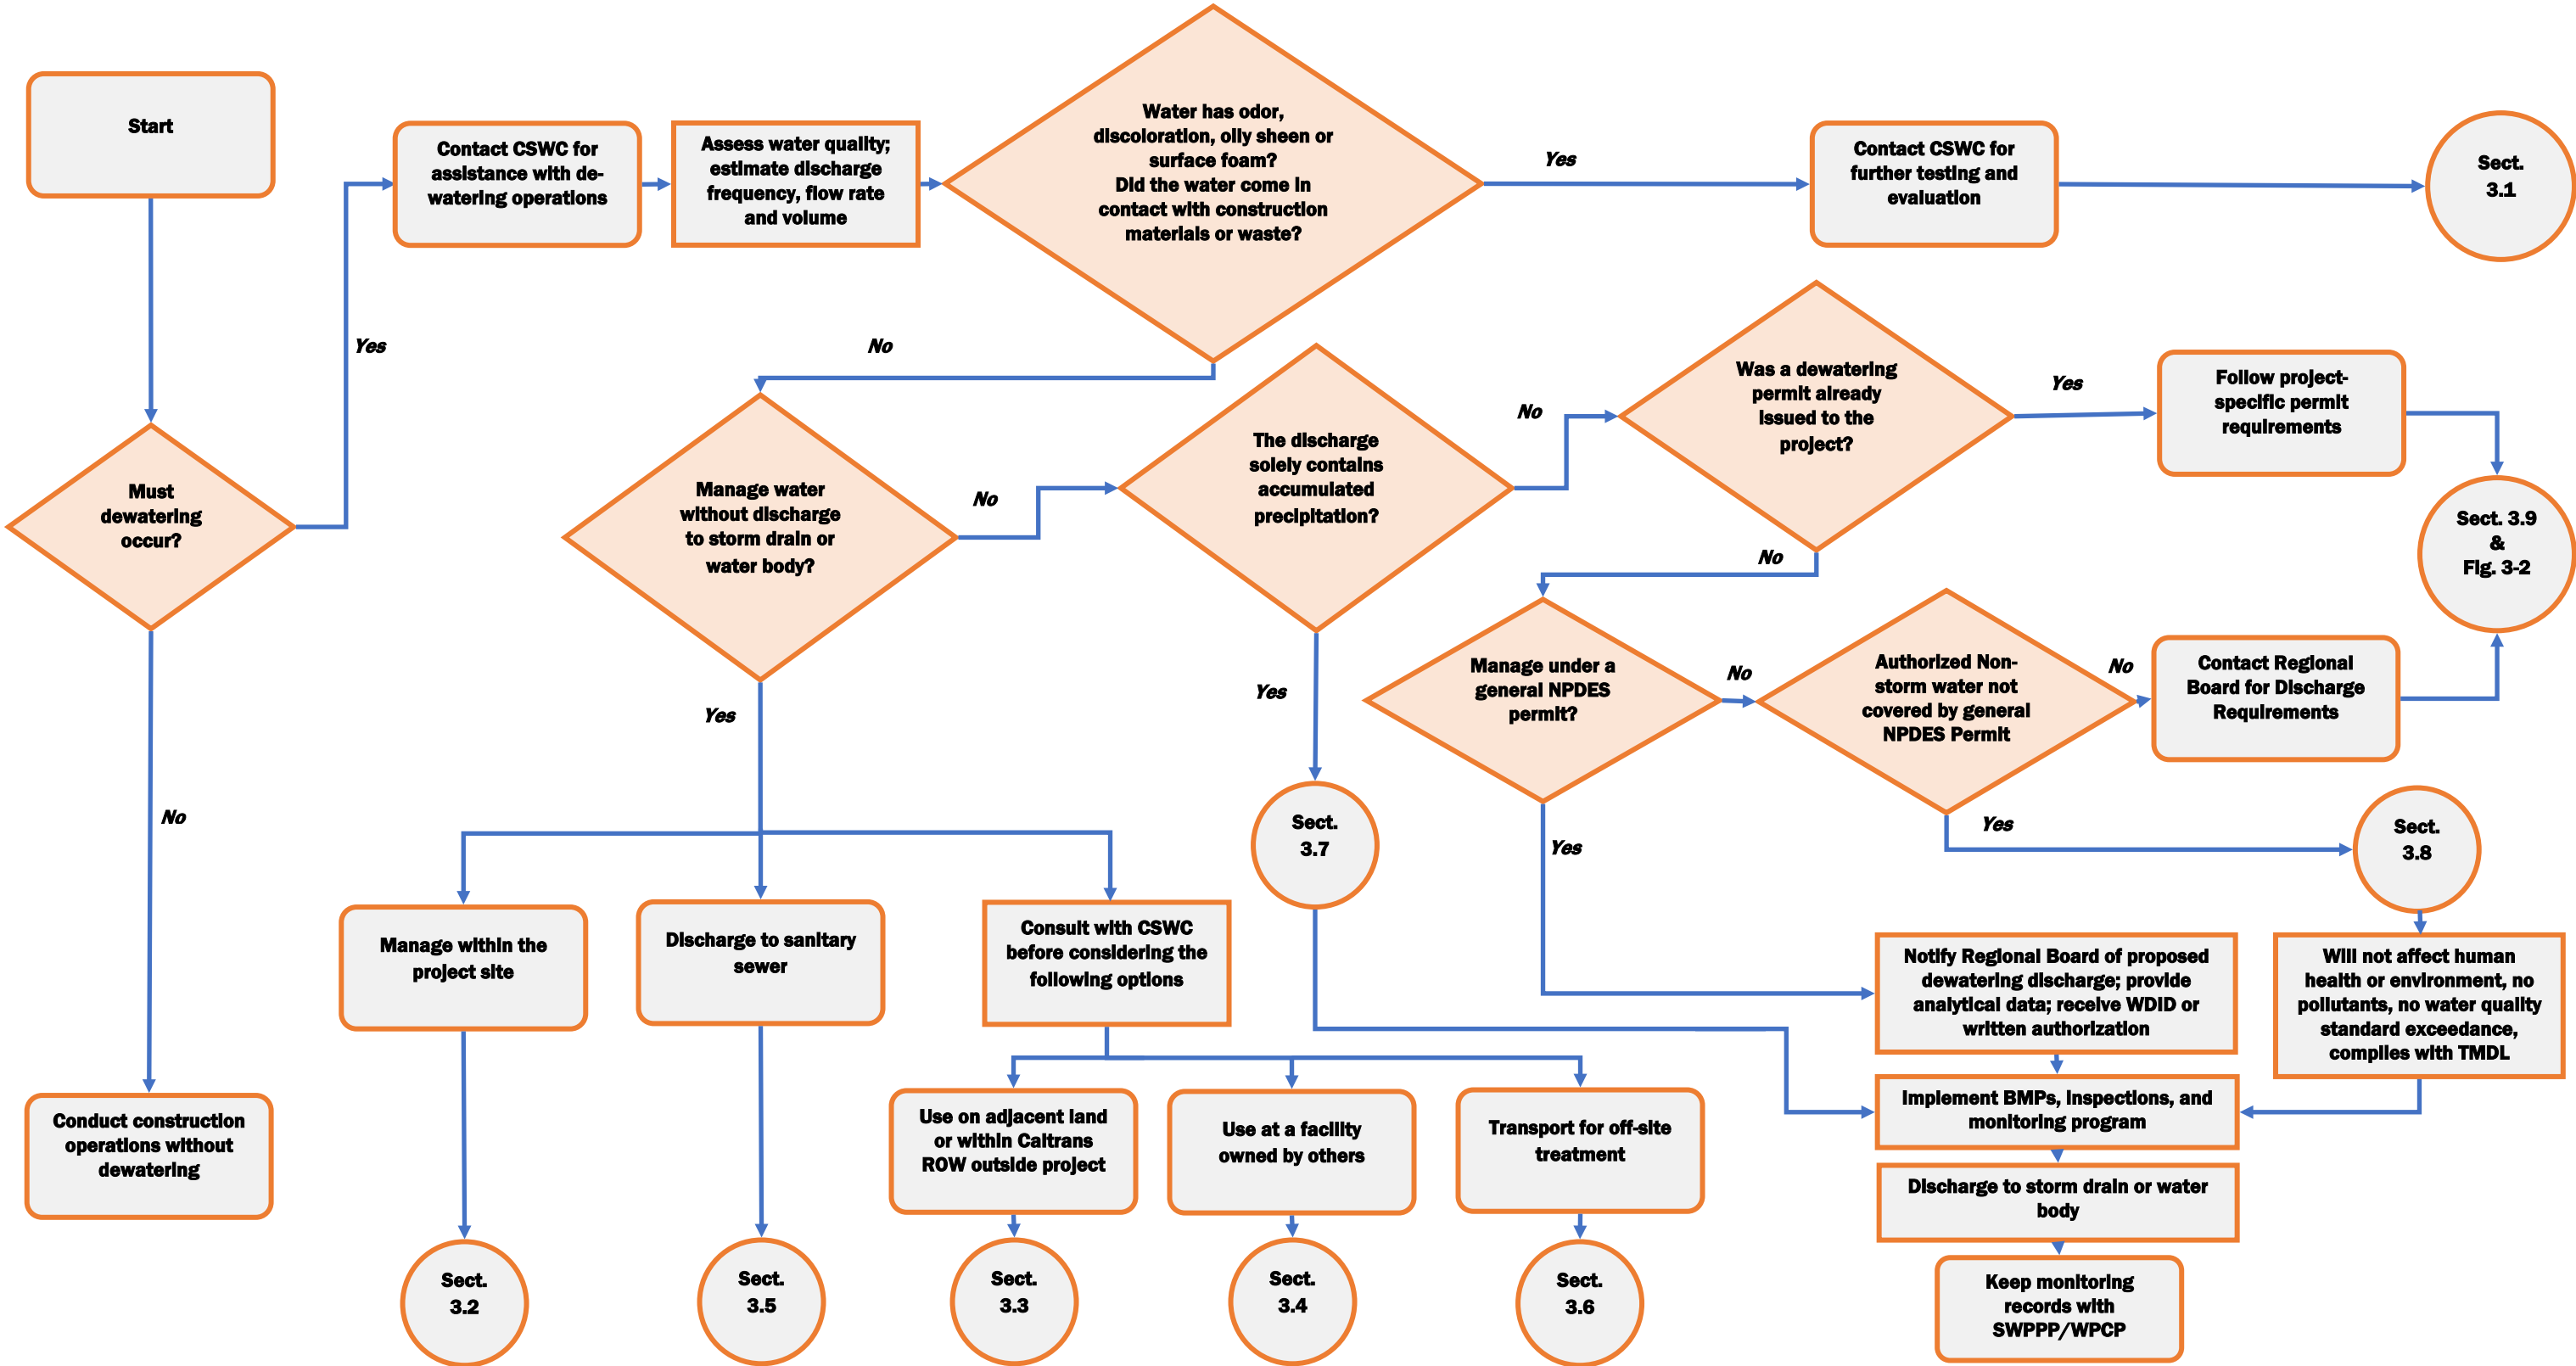 Start
Must
dewatering
occur?
Yes
No
Conduct construction
operations without
dewatering
Contact CSWC for
assistance with de-
watering operations
Assess water quality;
estimate discharge
frequency, flow rate
and volume
Water has odor,
discoloration, oily sheen or
surface foam?
Did the water come in
contact with construction
materials or waste?
Yes
Contact CSWC for
further testing and
evaluation
Sect.
3.1
No
Manage water
without discharge
to storm drain or
water body?
No
Yes
The discharge
solely contains
accumulated
precipitation?
No
Yes
Was a dewatering
permit already
issued to the
project?
Yes
Follow project-
specific permit
requirements
Sect. 3.9
&
Fig. 3-2
No
Manage under a
general NPDES
permit?
No
Yes
Authorized Non-
storm water not
covered by general
NPDES Permit
No
Contact Regional
Board for Discharge
Requirements
Yes
Sect.
3.8
Sect.
3.7
Manage within the
project site
Discharge to sanitary
sewer
Consult with CSWC
before considering the
following options
Notify Regional Board of proposed
dewatering discharge; provide
analytical data; receive WDID or
written authorization
Will not affect human
health or environment, no
pollutants, no water quality
standard exceedance,
complies with TMDL
Use on adjacent land
or within Caltrans
ROW outside project
Use at a facility
owned by others
Transport for off-site
treatment
Implement BMPs, inspections, and
monitoring program
Discharge to storm drain or water
body
Keep monitoring
records with
SWPPP/WPCP
Sect.
3.2
Sect.
3.5
Sect.
3.3
Sect.
3.4
Sect.
3.6